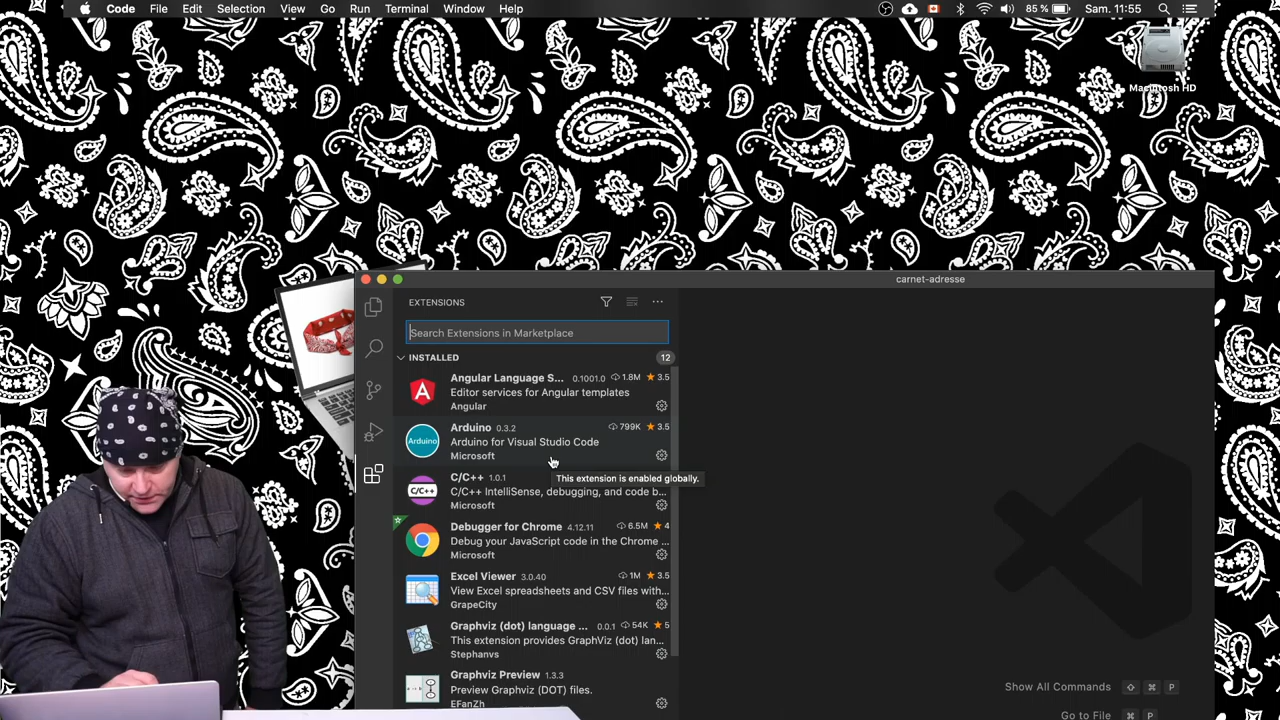 Code File Edit Selection View Go Run Terminal Window Help 85 % Sam. 11:55
Macintosh HD
carnet-adresse
EXTENSIONS
Search Extensions in Marketplace
INSTALLED 12
Angular Language S... 0.1001.0 1.8M 3.5
Editor services for Angular templates
Angular
Arduino 0.3.2 799K 3.5
Arduino
Arduino for Visual Studio Code
Microsoft
This extension is enabled globally.
C/C++ 1.0.1
C/C++
C/C++ IntelliSense, debugging, and code b...
Microsoft
Debugger for Chrome 4.12.11 6.5M 4
Debug your JavaScript code in the Chrome ...
Microsoft
Excel Viewer 3.0.40 1M 3.5
View Excel spreadsheets and CSV files with...
GrapeCity
Graphviz (dot) language ... 0.0.1 54K 5
This extension provides GraphViz (dot) lan...
Stephanvs
Graphviz Preview 1.3.3
Preview Graphviz (DOT) files.
EFanZh
Show All Commands ⇧ ⌘ P
Go to File ⌘ P